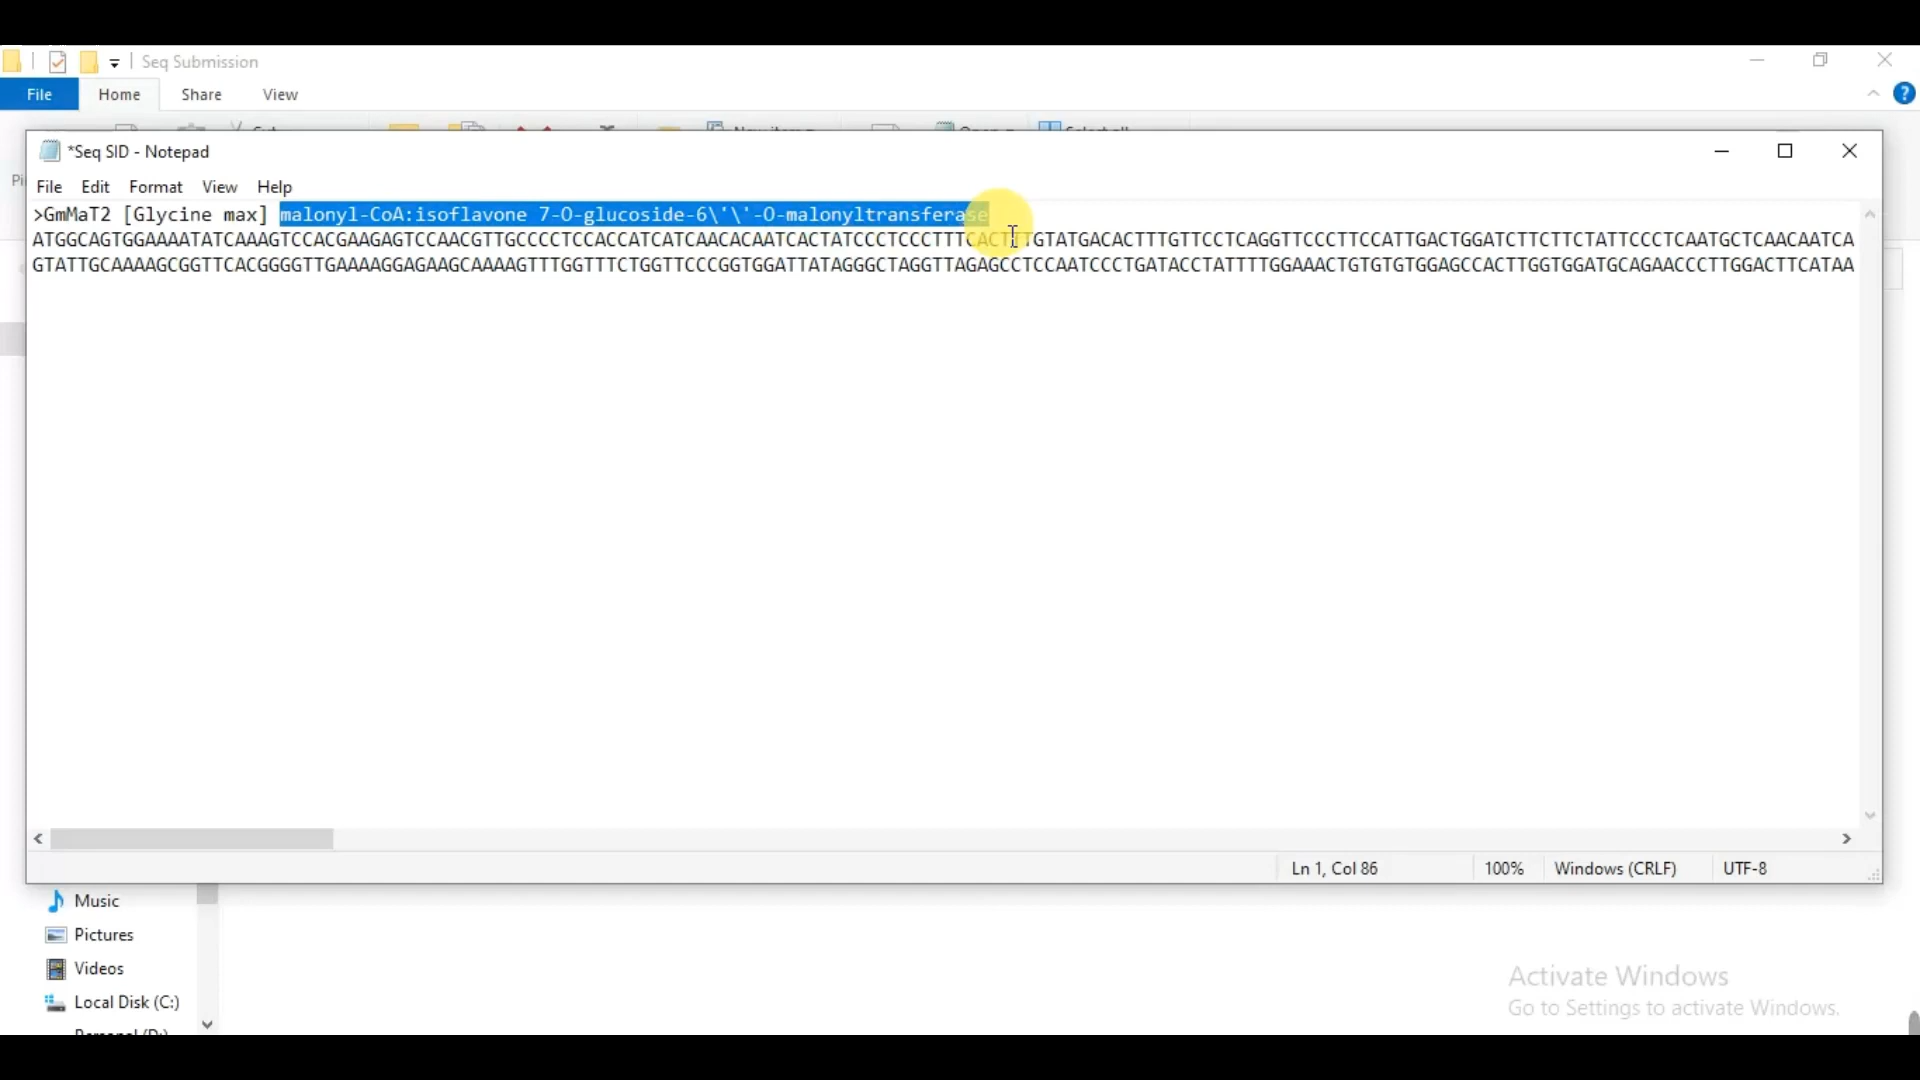 Seq Submission
File Home Share View
*Seq SID - Notepad
File Edit Format View Help
>GmMaT2 [Glycine max] malonyl-CoA:isoflavone 7-O-glucoside-6\'\'-O-malonyltransferase
ATGGCAGTGGAAAATATCAAAGTCCACGAAGAGTCCAACGTTGCCCCTCCACCATCATCAACACAATCACTATCCCTCCCTTTCACTTTGTATGACACTTTGTTCCTCAGGTTCCCTTCCATTGACTGGATCTTCTTCTATTCCCTCAATGCTCAACAATCA
GTATTGCAAAAGCGGTTCACGGGGTTGAAAAGGAGAAGCAAAAGTTTGGTTTCTGGTTCCCGGTGGATTATAGGGCTAGGTTAGAGCCTCCAATCCCTGATACCTATTTTGGAAACTGTGTGTGGAGCCACTTGGTGGATGCAGAACCCTTGGACTTCATAA
Ln 1, Col 86 100% Windows (CRLF) UTF-8
Music
Pictures
Videos
Local Disk (C:)
Activate Windows
Go to Settings to activate Windows.